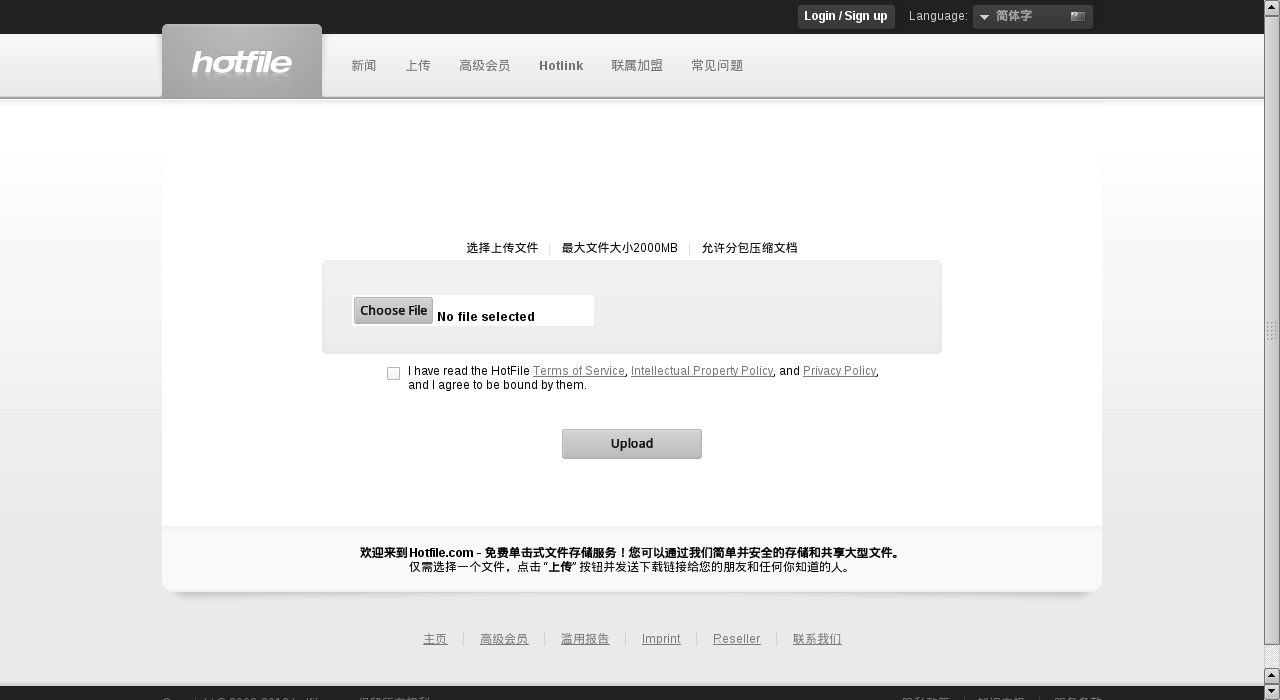 Login / Sign up Language: 简体字
hotfile 新闻 上传 高级会员 Hotlink 联属加盟 常见问题
选择上传文件 最大文件大小2000MB 允许分包压缩文档
Choose File No file selected
I have read the HotFile Terms of Service, Intellectual Property Policy, and Privacy Policy,
and I agree to be bound by them.
Upload
欢迎来到Hotfile.com - 免费单击式文件存储服务！您可以通过我们简单并安全的存储和共享大型文件。
仅需选择一个文件，点击 “上传” 按钮并发送下载链接给您的朋友和任何你知道的人。
主页 高级会员 滥用报告 Imprint Reseller 联系我们